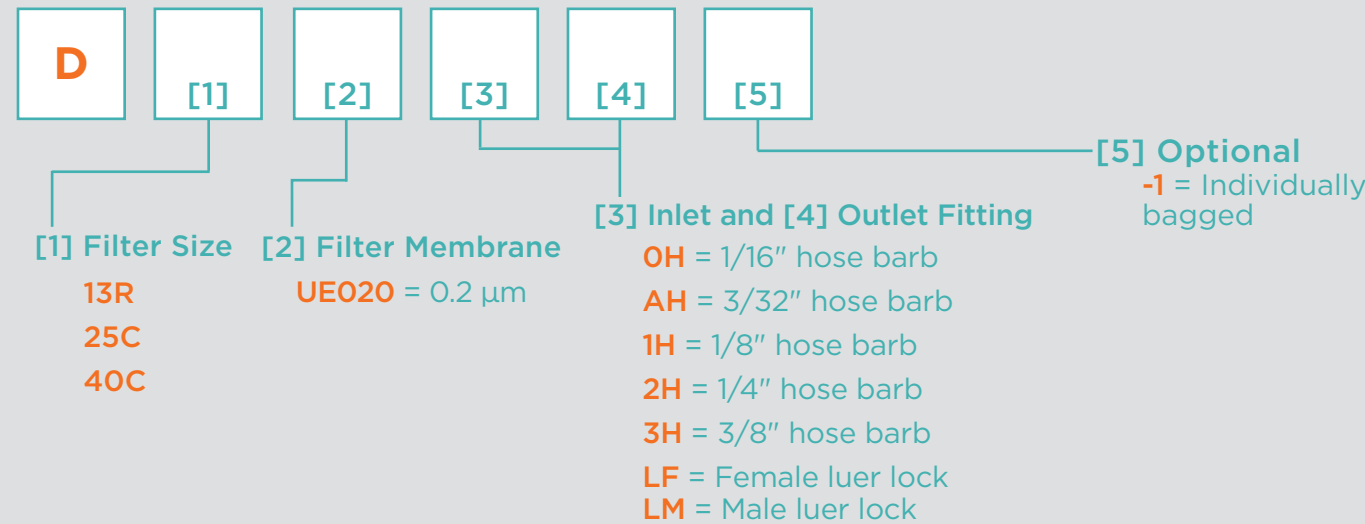 D
[1]
[2]
[3]
[4]
[5]
[1] Filter Size
13R
25C
40C
[2] Filter Membrane
UE020 = 0.2 µm
[3] Inlet and [4] Outlet Fitting
0H = 1/16" hose barb
AH = 3/32" hose barb
1H = 1/8" hose barb
2H = 1/4" hose barb
3H = 3/8" hose barb
LF = Female luer lock
LM = Male luer lock
[5] Optional
-1 = Individually
bagged